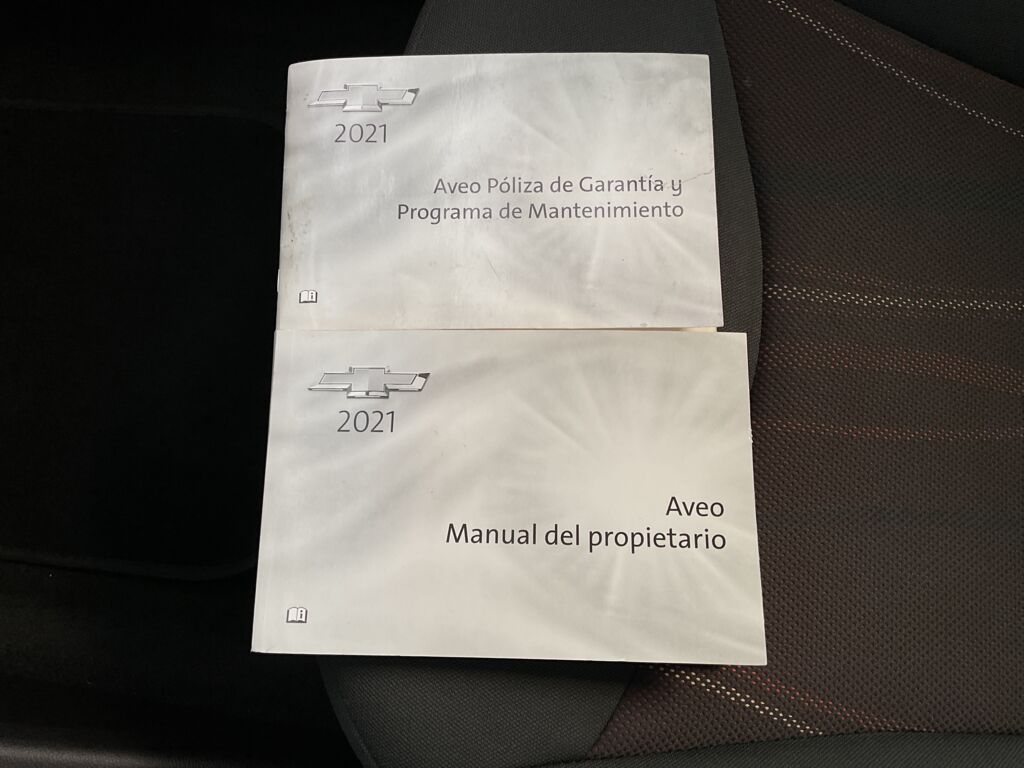 2021
Aveo Póliza de Garantía y
Programa de Mantenimiento
2021
Aveo
Manual del propietario